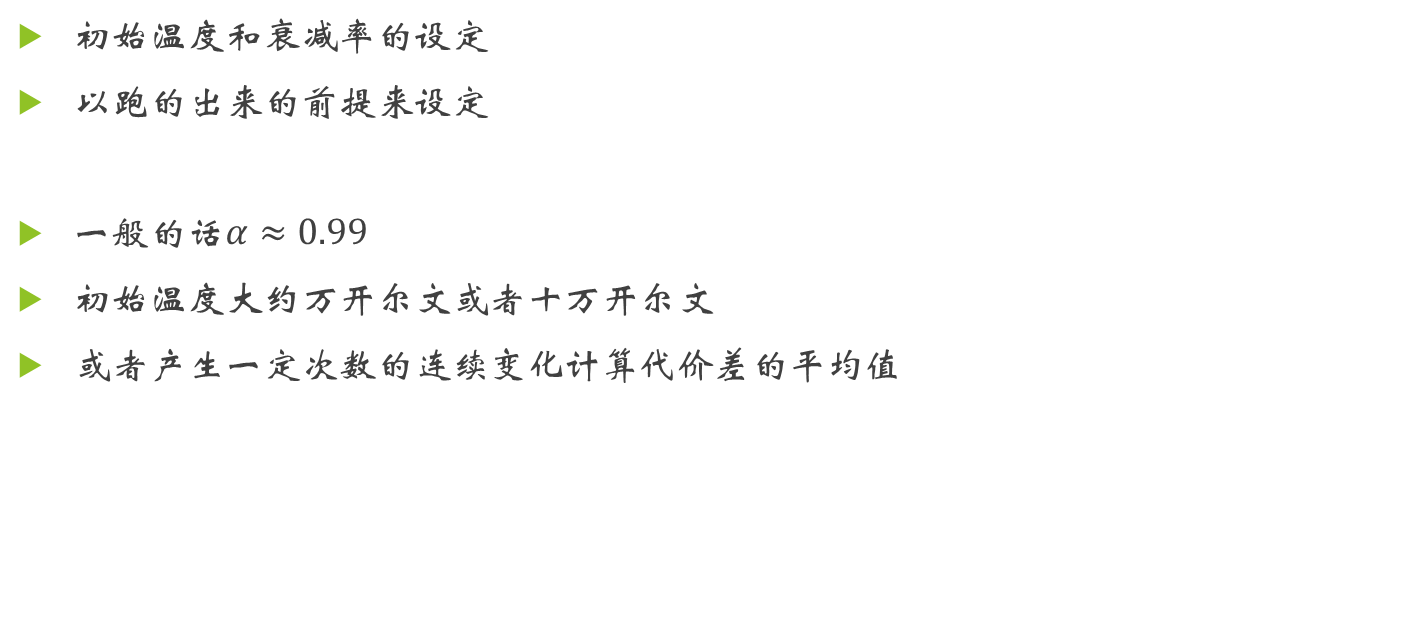 初始温度和衰减率的设定
以跑的出来的前提来设定
一般的话α ≈ 0.99
初始温度大约万开尔文或者十万开尔文
或者产生一定次数的连续变化计算代价差的平均值